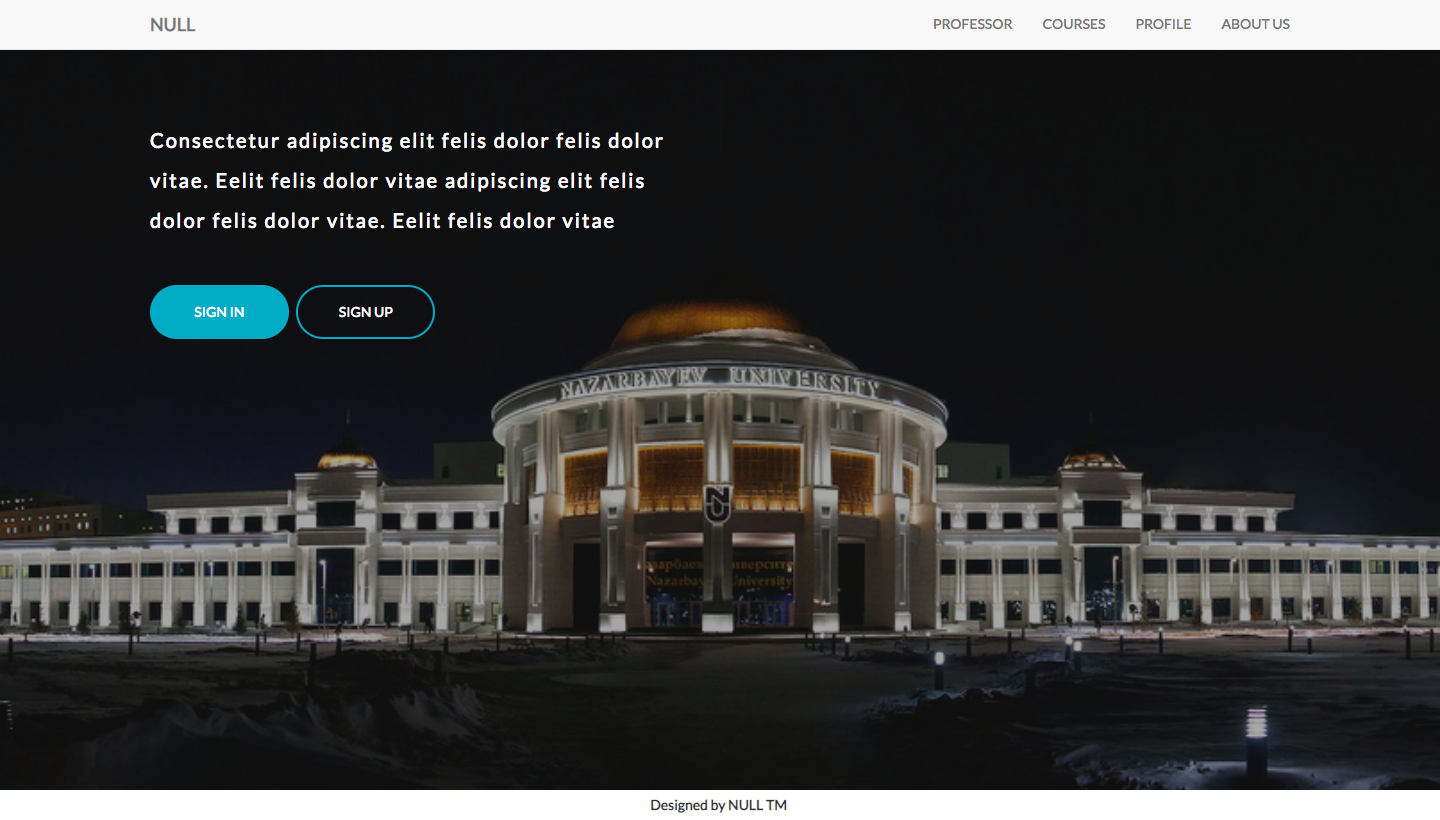 NULL
PROFESSOR COURSES PROFILE ABOUT US
Consectetur adipiscing elit felis dolor felis dolor
vitae. Eelit felis dolor vitae adipiscing elit felis
dolor felis dolor vitae. Eelit felis dolor vitae
SIGN IN SIGN UP
NAZARBAYEV UNIVERSITY
NU
Nazarbayev University
Designed by NULL TM